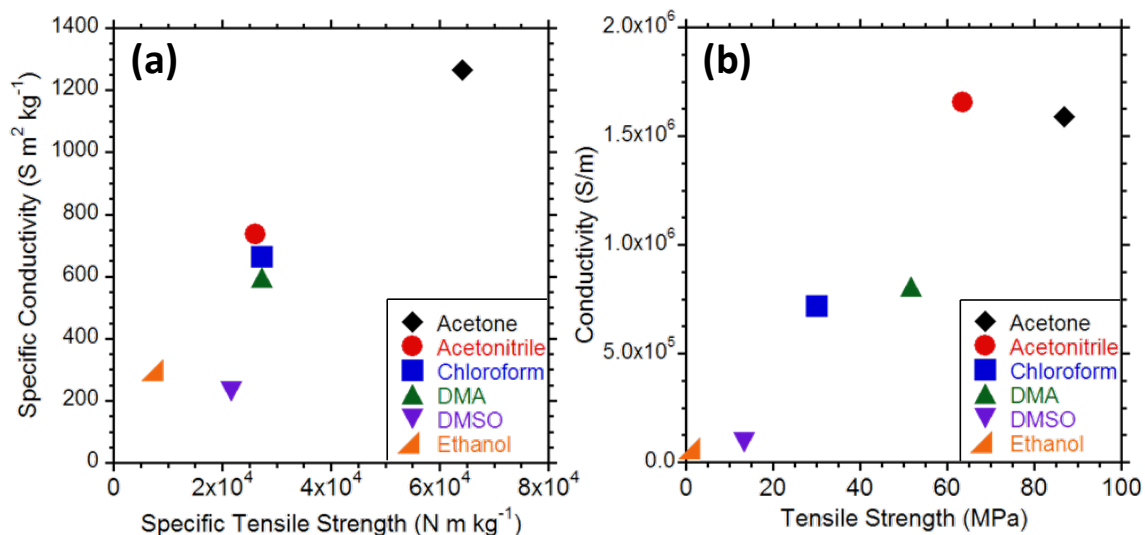 (a)
Specific Conductivity (S m² kg⁻¹)
1400
1200
1000
800
600
400
200
0
0 2x10⁴ 4x10⁴ 6x10⁴ 8x10⁴
Specific Tensile Strength (N m kg⁻¹)
Acetone
Acetonitrile
Chloroform
DMA
DMSO
Ethanol
(b)
Conductivity (S/m)
2.0x10⁶
1.5x10⁶
1.0x10⁶
5.0x10⁵
0.0
0 20 40 60 80 100
Tensile Strength (MPa)
Acetone
Acetonitrile
Chloroform
DMA
DMSO
Ethanol